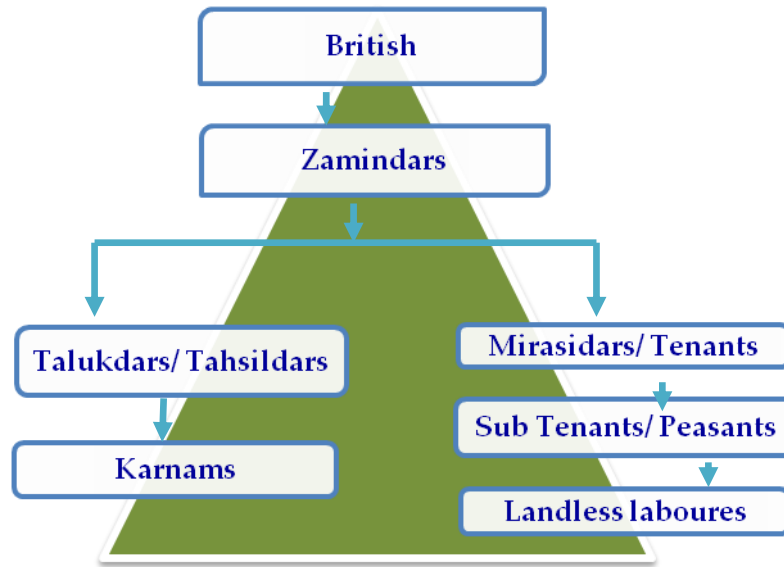 British
Zamindars
Talukdars/ Tahsildars
Karnams
Mirasidars/ Tenants
Sub Tenants/ Peasants
Landless laboures